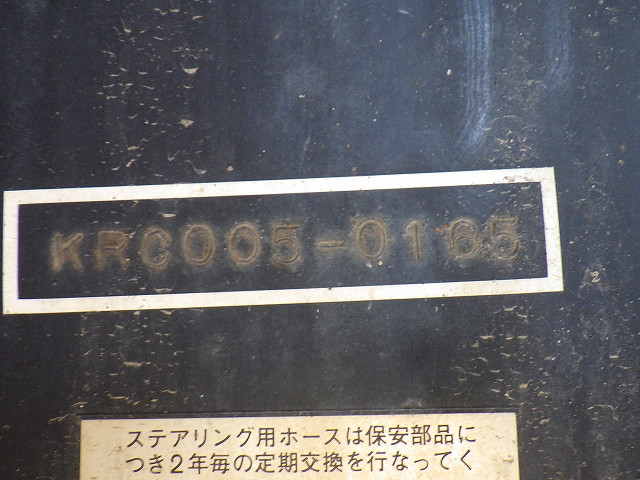 KRC005-0165
ステアリング用ホースは保安部品に
つき2年毎の定期交換を行なってく